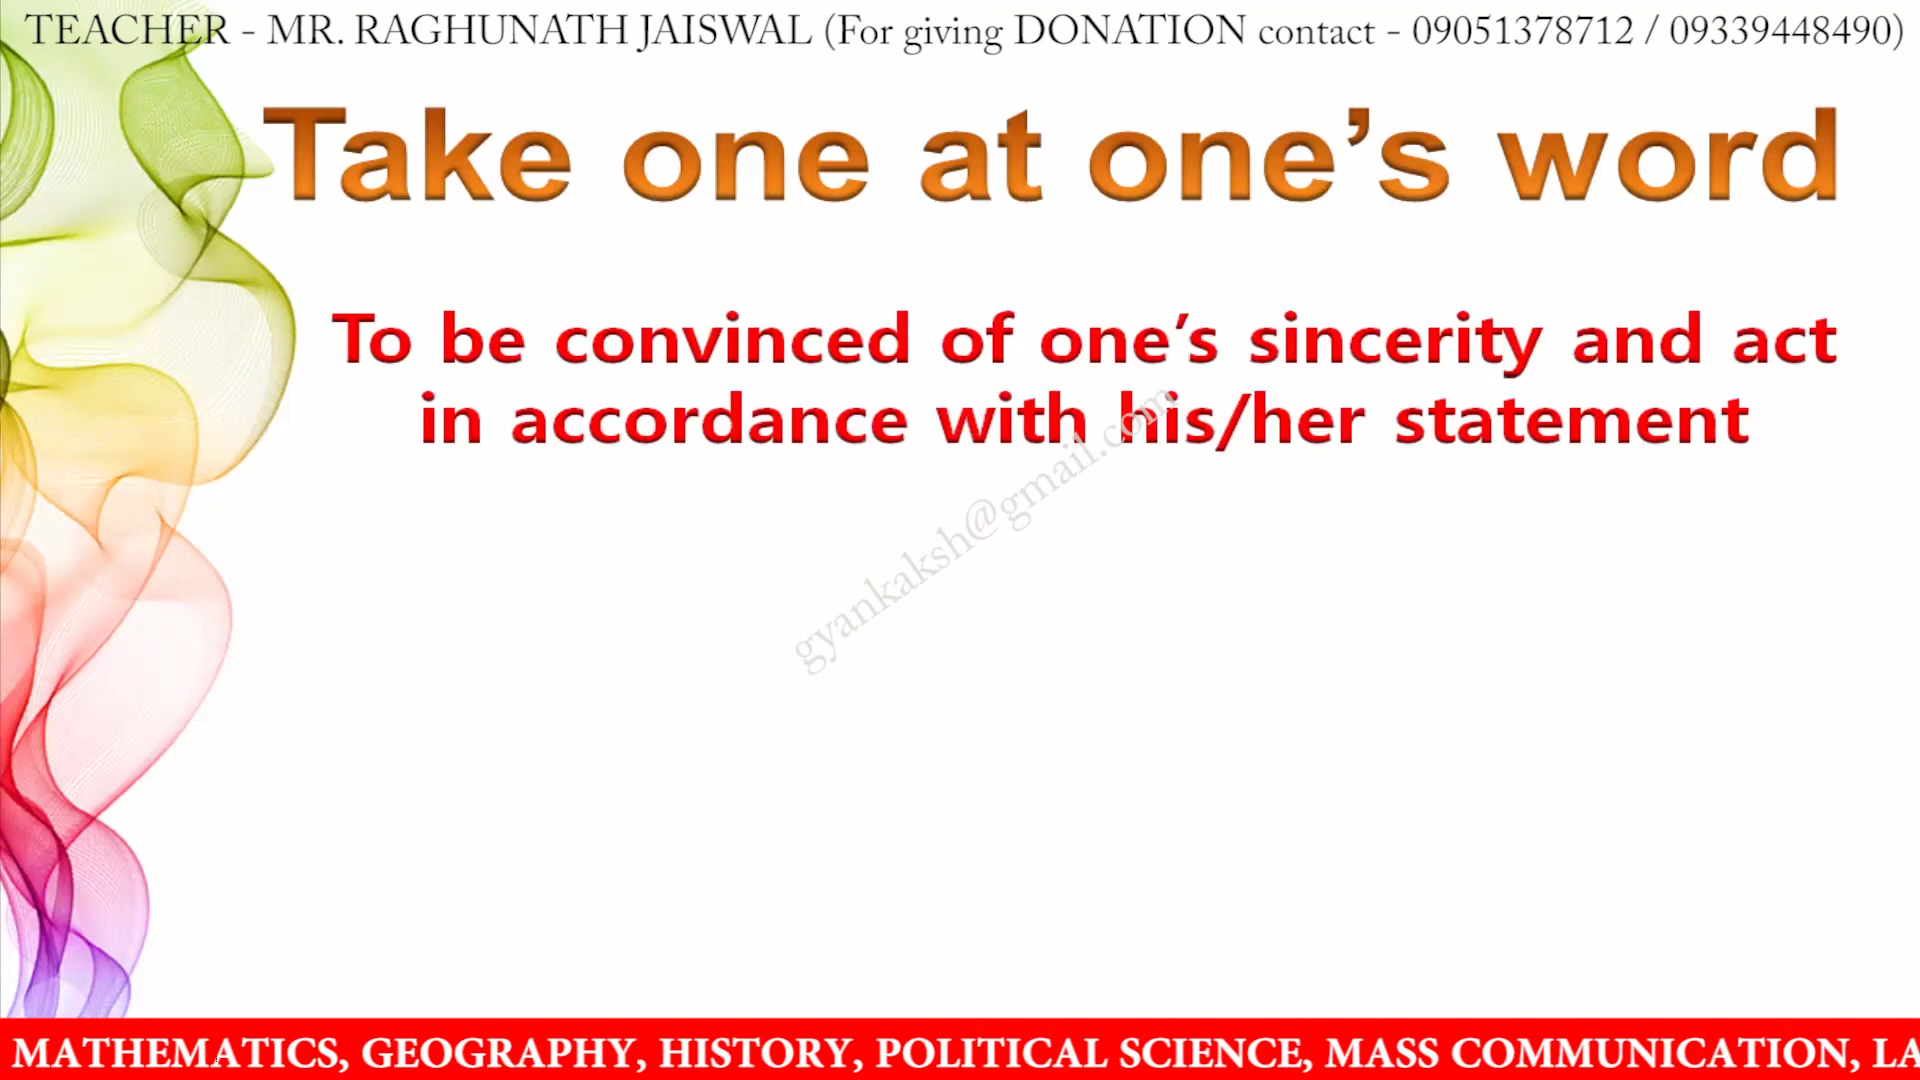 TEACHER - MR. RAGHUNATH JAISWAL (For giving DONATION contact - 09051378712 / 09339448490)
Take one at one’s word
To be convinced of one’s sincerity and act
in accordance with his/her statement
gyankaksh@gmail.com
MATHEMATICS, GEOGRAPHY, HISTORY, POLITICAL SCIENCE, MASS COMMUNICATION, LA